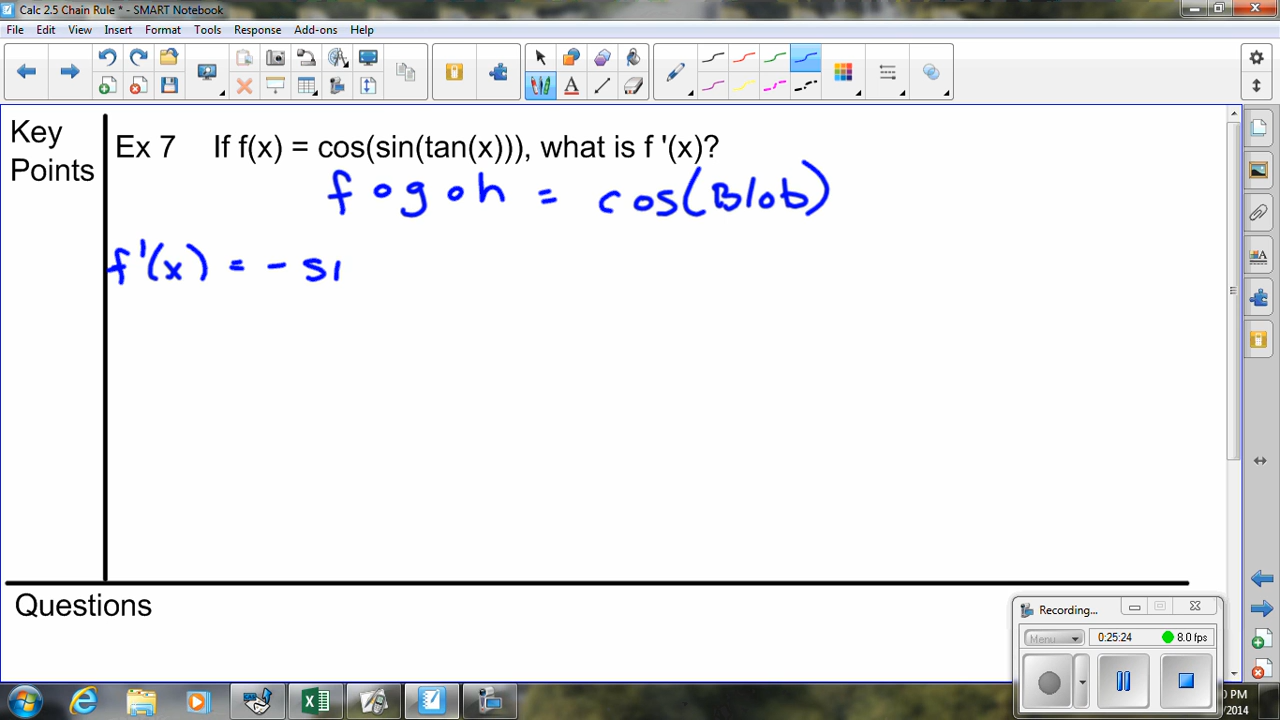 Calc 2.5 Chain Rule * - SMART Notebook
File Edit View Insert Format Tools Response Add-ons Help
Key Points
Ex 7 If f(x) = cos(sin(tan(x))), what is f '(x)?
f ∘ g ∘ h = cos(Blob)
f'(x) = - si
Questions
Recording...
Menu 0:25:24 8.0 fps
0 PM
/2014